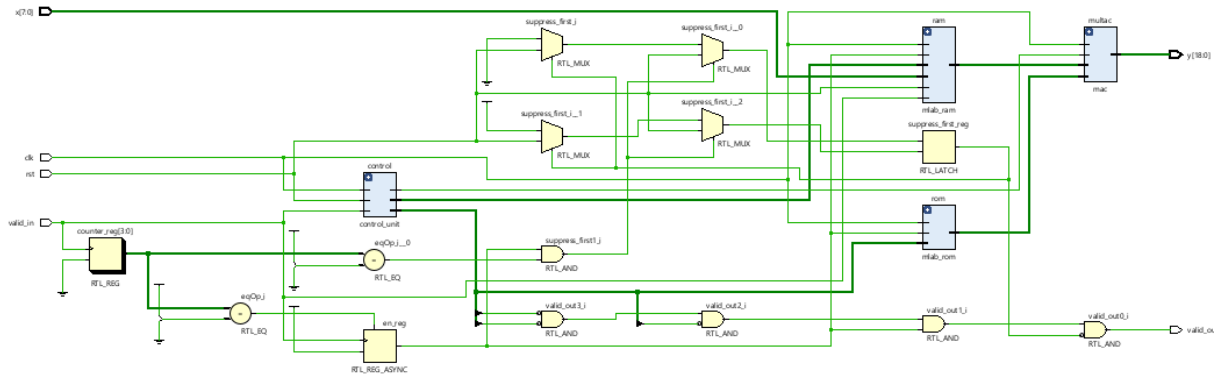 x[7:0]
suppress_first_i
RTL_MUX
suppress_first_i__0
RTL_MUX
ram
mlab_ram
multac
mac
y[18:0]
suppress_first_i__1
RTL_MUX
suppress_first_i__2
RTL_MUX
suppress_first_reg
RTL_LATCH
clk
rst
control
control_unit
valid_in
counter_reg[3:0]
RTL_REG
eqOp_i__0
RTL_EQ
suppress_first1_i
RTL_AND
rom
mlab_rom
eqOp_i
RTL_EQ
en_reg
RTL_REG_ASYNC
valid_out3_i
RTL_AND
valid_out2_i
RTL_AND
valid_out1_i
RTL_AND
valid_out0_i
RTL_AND
valid_ou